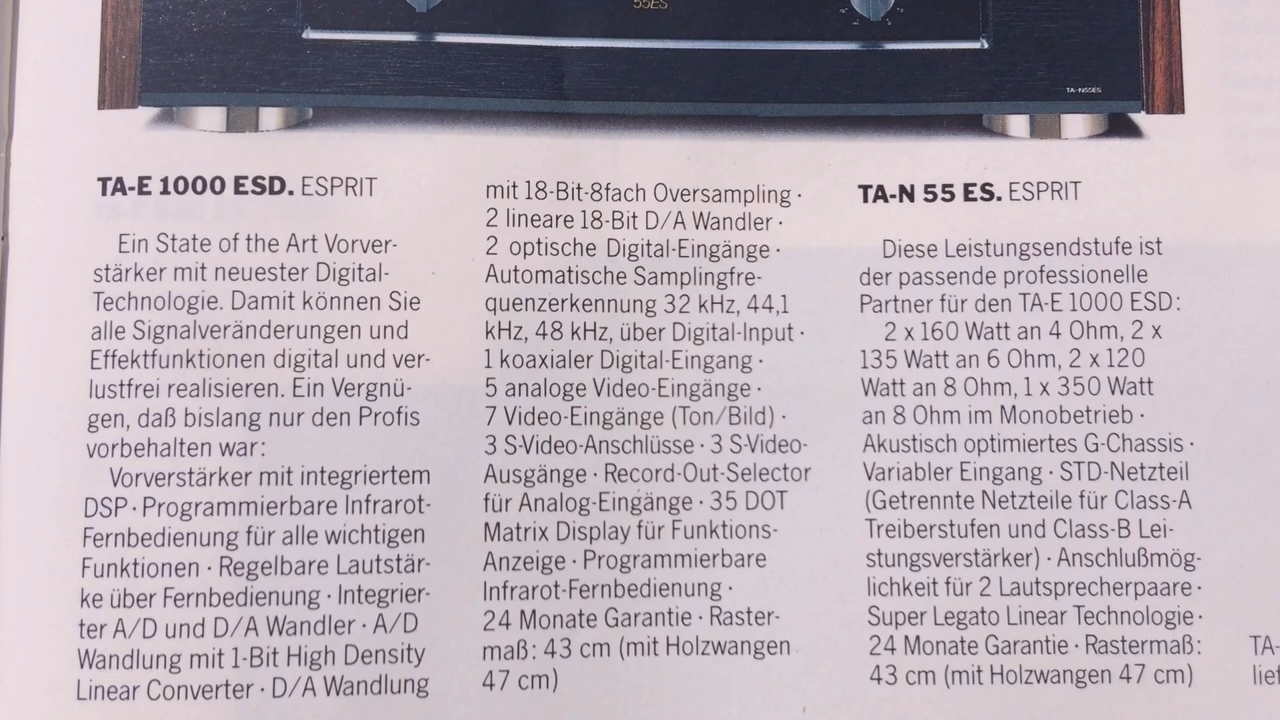 55ES
TA-N55ES
TA-E 1000 ESD. ESPRIT
Ein State of the Art Vorver-
stärker mit neuester Digital-
Technologie. Damit können Sie
alle Signalveränderungen und
Effektfunktionen digital und ver-
lustfrei realisieren. Ein Vergnü-
gen, daß bislang nur den Profis
vorbehalten war:
Vorverstärker mit integriertem
DSP · Programmierbare Infrarot-
Fernbedienung für alle wichtigen
Funktionen · Regelbare Lautstär-
ke über Fernbedienung · Integrier-
ter A/D und D/A Wandler · A/D
Wandlung mit 1-Bit High Density
Linear Converter · D/A Wandlung
mit 18-Bit-8fach Oversampling ·
2 lineare 18-Bit D/A Wandler ·
2 optische Digital-Eingänge ·
Automatische Samplingfre-
quenzerkennung 32 kHz, 44,1
kHz, 48 kHz, über Digital-Input ·
1 koaxialer Digital-Eingang ·
5 analoge Video-Eingänge ·
7 Video-Eingänge (Ton/Bild) ·
3 S-Video-Anschlüsse · 3 S-Video-
Ausgänge · Record-Out-Selector
für Analog-Eingänge · 35 DOT
Matrix Display für Funktions-
Anzeige · Programmierbare
Infrarot-Fernbedienung ·
24 Monate Garantie · Raster-
maß: 43 cm (mit Holzwangen
47 cm)
TA-N 55 ES. ESPRIT
Diese Leistungsendstufe ist
der passende professionelle
Partner für den TA-E 1000 ESD:
2 x 160 Watt an 4 Ohm, 2 x
135 Watt an 6 Ohm, 2 x 120
Watt an 8 Ohm, 1 x 350 Watt
an 8 Ohm im Monobetrieb ·
Akustisch optimiertes G-Chassis ·
Variabler Eingang · STD-Netzteil
(Getrennte Netzteile für Class-A
Treiberstufen und Class-B Lei-
stungsverstärker) · Anschlußmög-
lichkeit für 2 Lautsprecherpaare ·
Super Legato Linear Technologie ·
24 Monate Garantie · Rastermaß:
43 cm (mit Holzwangen 47 cm)
TA-
lief